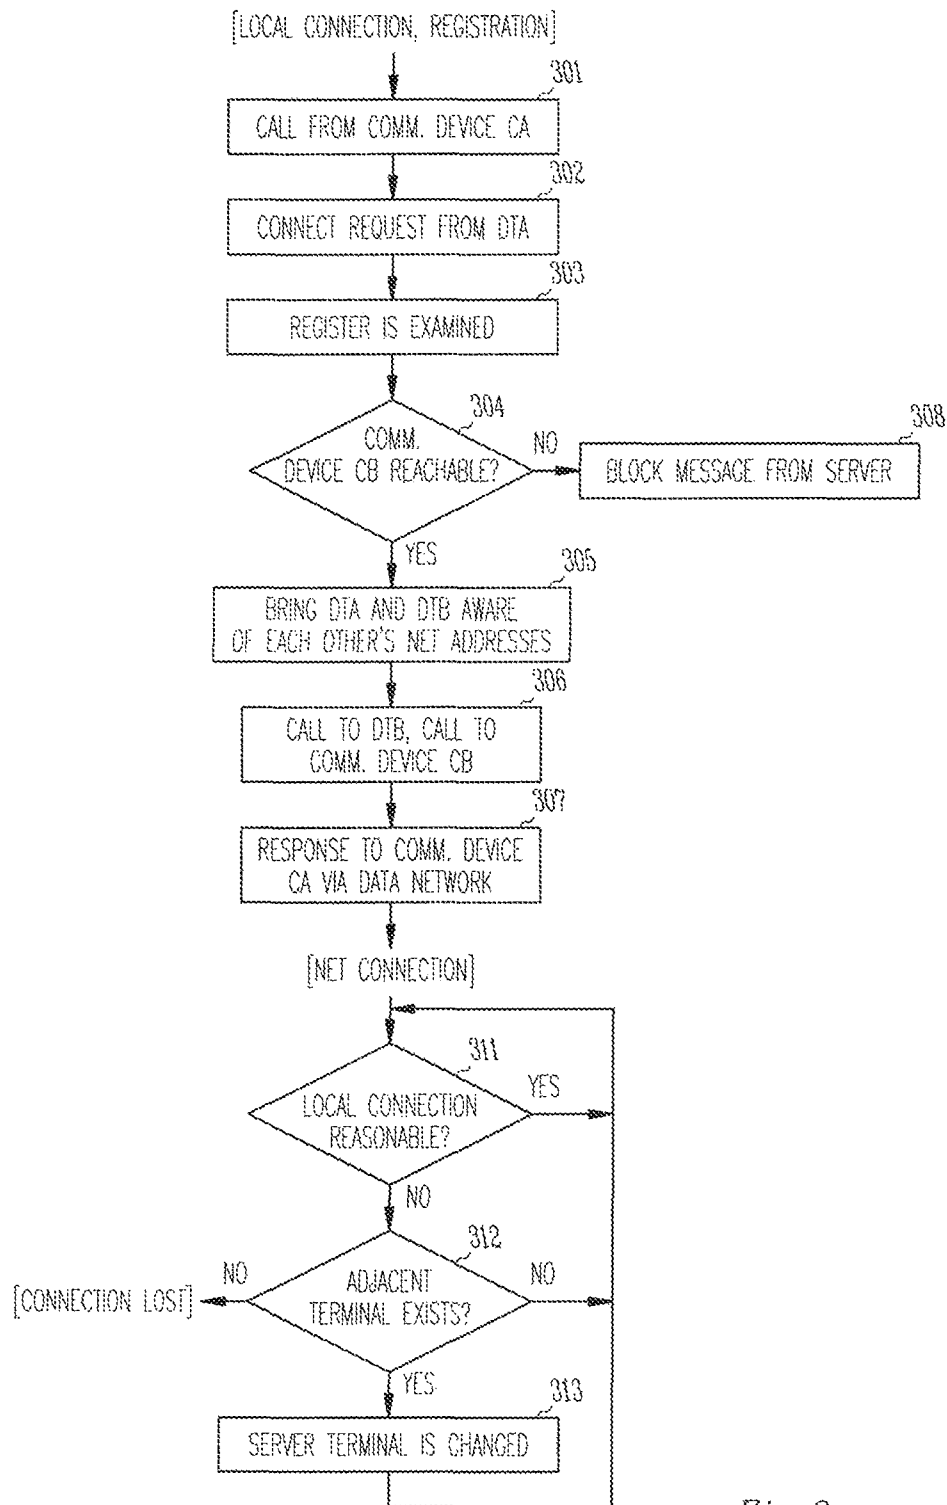 [LOCAL CONNECTION, REGISTRATION]
301
CALL FROM COMM. DEVICE CA
302
CONNECT REQUEST FROM DTA
303
REGISTER IS EXAMINED
304
COMM.
DEVICE CB REACHABLE?
NO
308
BLOCK MESSAGE FROM SERVER
YES
305
BRING DTA AND DTB AWARE
OF EACH OTHER'S NET ADDRESSES
306
CALL TO DTB, CALL TO
COMM. DEVICE CB
307
RESPONSE TO COMM. DEVICE
CA VIA DATA NETWORK
[NET CONNECTION]
311
YES
LOCAL CONNECTION
REASONABLE?
NO
312
NO
ADJACENT
NO
[CONNECTION LOST]
TERMINAL EXISTS?
YES
313
SERVER TERMINAL IS CHANGED